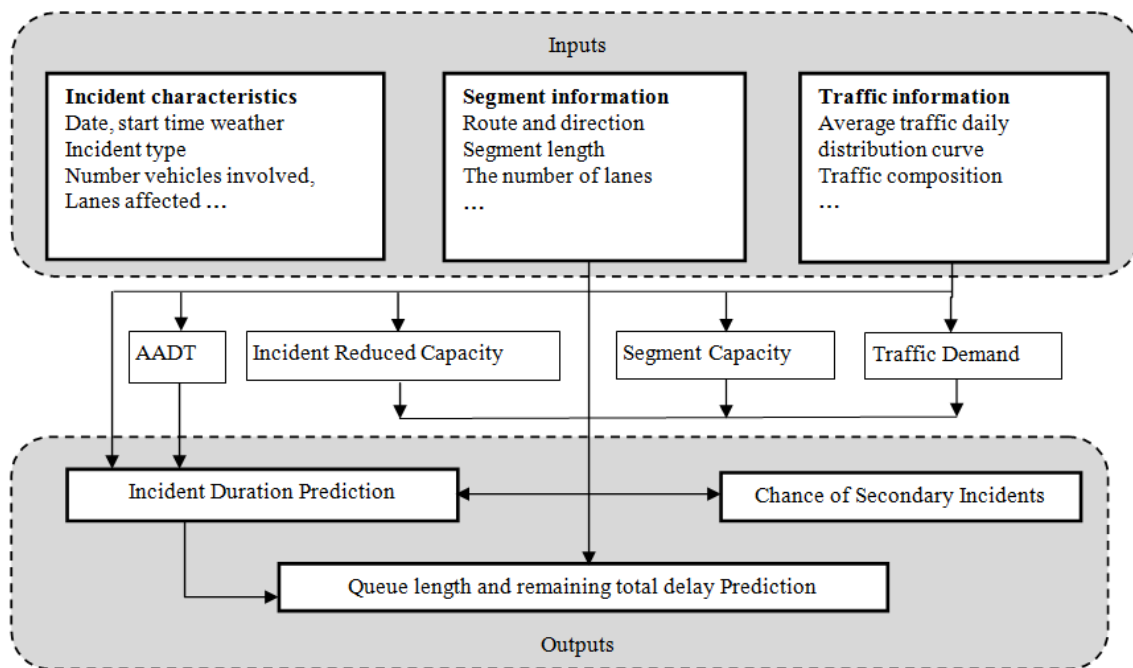 Inputs
Incident characteristics
Date, start time weather
Incident type
Number vehicles involved,
Lanes affected …
Segment information
Route and direction
Segment length
The number of lanes
…
Traffic information
Average traffic daily
distribution curve
Traffic composition
…
AADT
Incident Reduced Capacity
Segment Capacity
Traffic Demand
Incident Duration Prediction
Chance of Secondary Incidents
Queue length and remaining total delay Prediction
Outputs